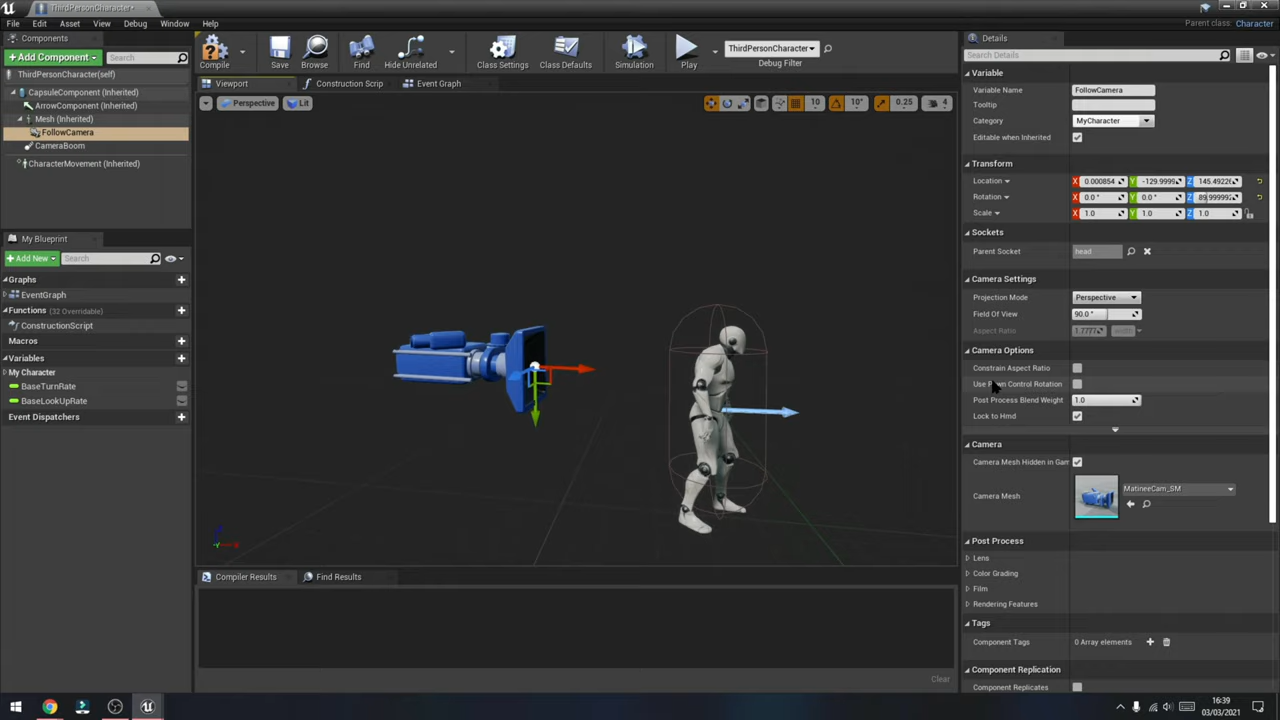 ThirdPersonCharacter*
File Edit Asset View Debug Window Help
Parent class: Character
Components
+ Add Component Search
ThirdPersonCharacter(self)
CapsuleComponent (Inherited)
ArrowComponent (Inherited)
Mesh (Inherited)
FollowCamera
CameraBoom
CharacterMovement (Inherited)
My Blueprint
+ Add New Search
Graphs
EventGraph
Functions (32 Overridable)
ConstructionScript
Macros
Variables
My Character
BaseTurnRate
BaseLookUpRate
Event Dispatchers
Compile Save Browse Find Hide Unrelated Class Settings Class Defaults Simulation Play
ThirdPersonCharacter
Debug Filter
Viewport Construction Scrip Event Graph
Perspective Lit 10 10° 0.25 4
Compiler Results Find Results
Clear
Details
Search Details
Variable
Variable Name FollowCamera
Tooltip
Category MyCharacter
Editable when Inherited
Transform
Location X 0.000854 Y -129.9999 Z 145.4922
Rotation X 0.0 ° Y 0.0 ° Z 89.999992
Scale X 1.0 Y 1.0 Z 1.0
Sockets
Parent Socket head
Camera Settings
Projection Mode Perspective
Field Of View 90.0 °
Aspect Ratio 1.7777
Camera Options
Constrain Aspect Ratio
Use Control Rotation
Post Process Blend Weight 1.0
Lock to Hmd
Camera
Camera Mesh Hidden in Gam
Camera Mesh MatineeCam_SM
Post Process
Lens
Color Grading
Film
Rendering Features
Tags
Component Tags 0 Array elements
Component Replication
Component Replicates
16:39
03/03/2021